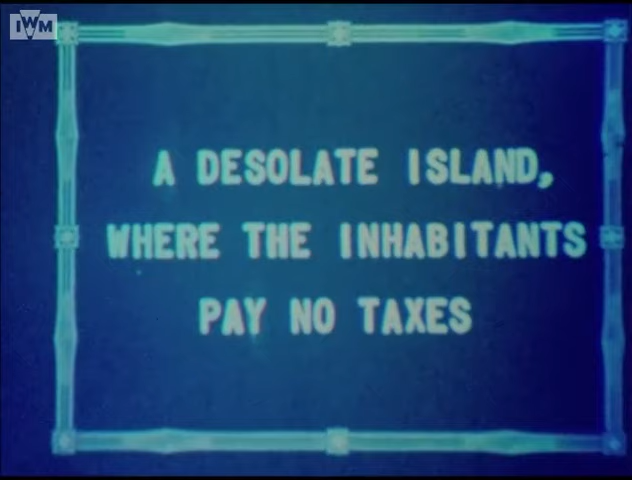 IWM
A DESOLATE ISLAND,
WHERE THE INHABITANTS
PAY NO TAXES